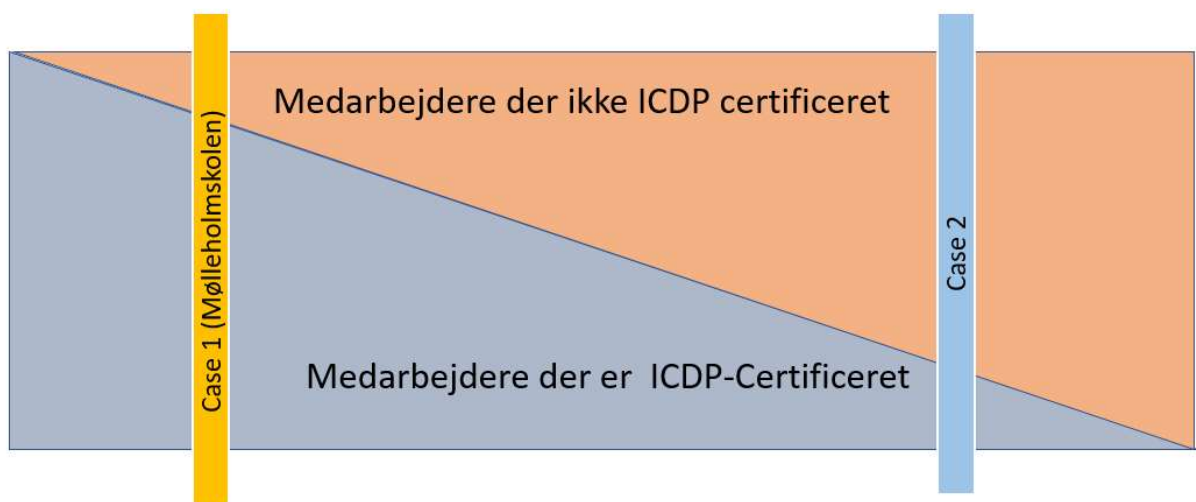 Medarbejdere der ikke ICDP certificeret
Case 1 (Mølleholmskolen)
Case 2
Medarbejdere der er  ICDP-Certificeret